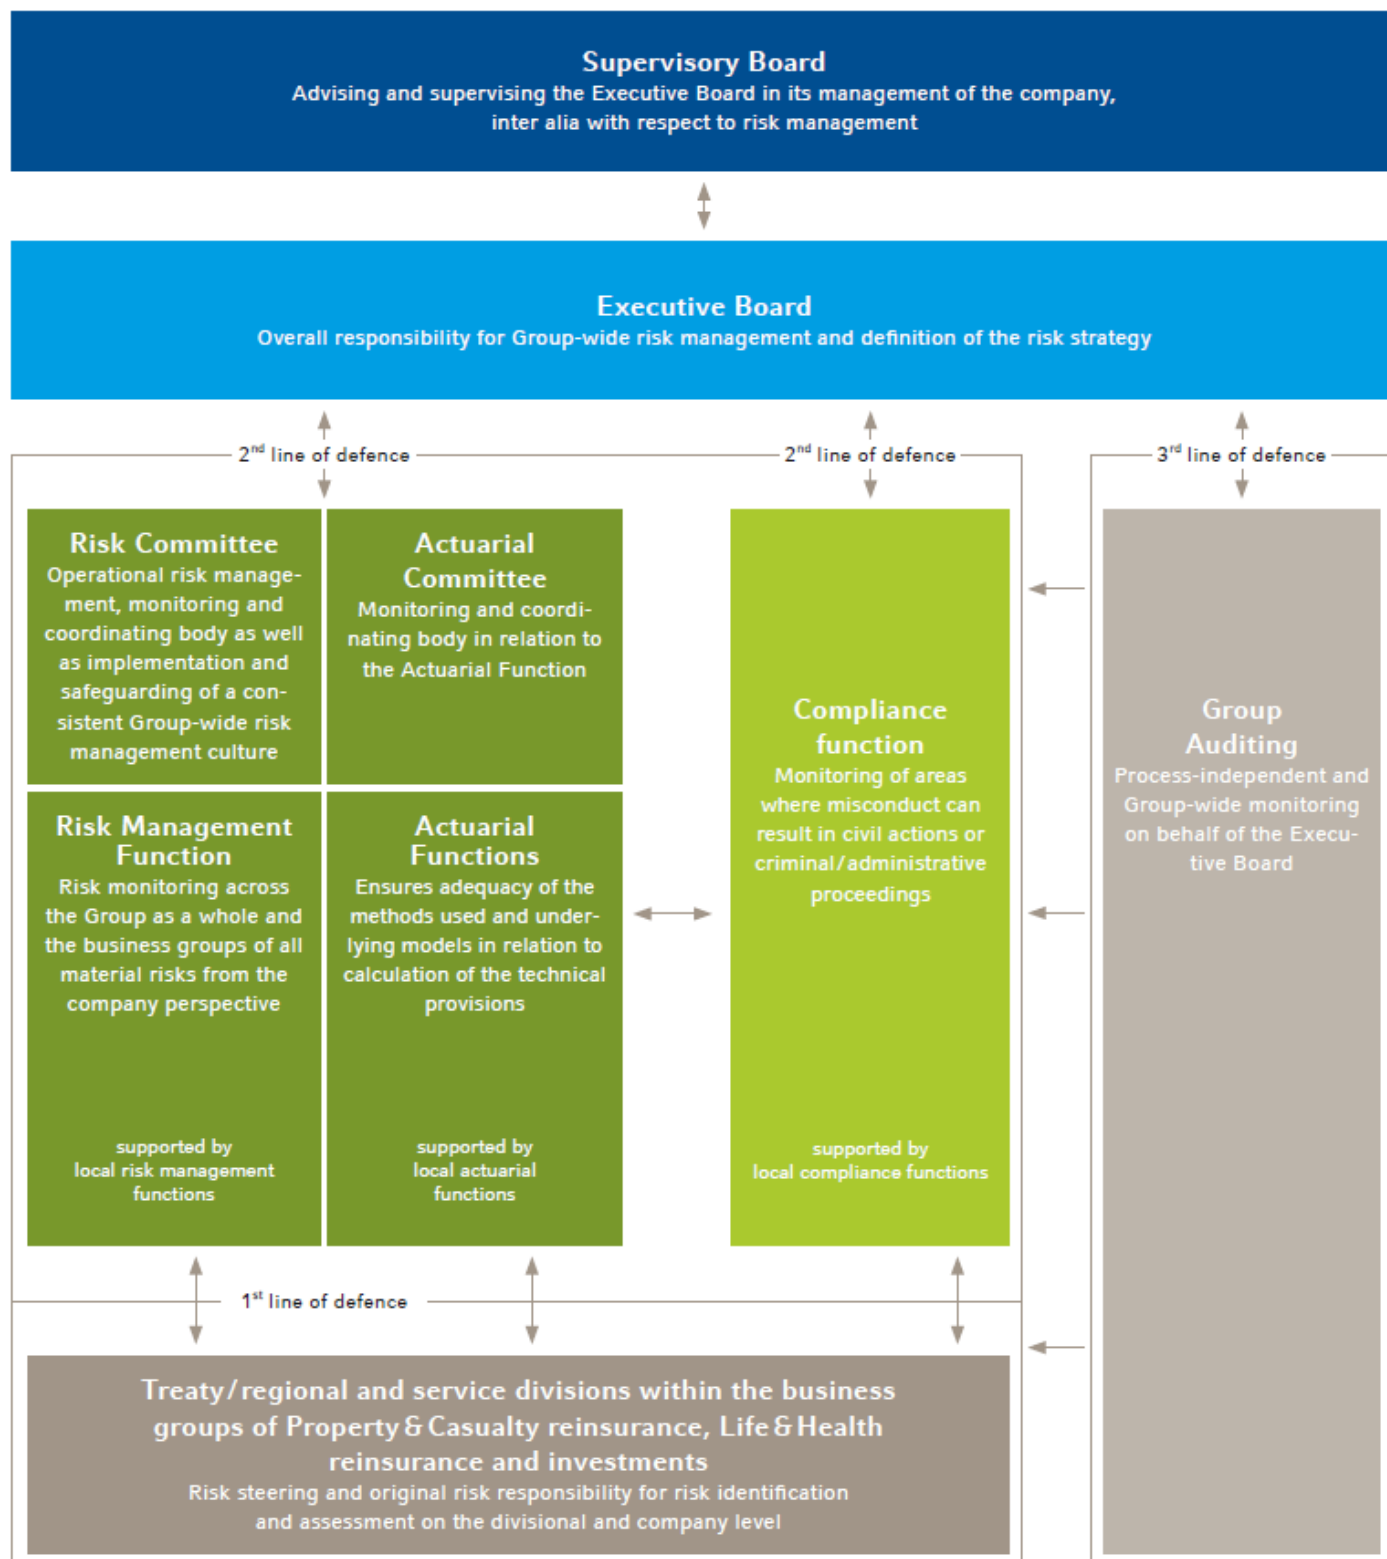 Supervisory Board
Advising and supervising the Executive Board in its management of the company,
inter alia with respect to risk management
Executive Board
Overall responsibility for Group-wide risk management and definition of the risk strategy
2nd line of defence
2nd line of defence
3rd line of defence
Risk Committee
Operational risk manage-
ment, monitoring and
coordinating body as well
as implementation and
safeguarding of a con-
sistent Group-wide risk
management culture
Actuarial
Committee
Monitoring and coordi-
nating body in relation to
the Actuarial Function
Risk Management
Function
Risk monitoring across
the Group as a whole and
the business groups of all
material risks from the
company perspective
supported by
local risk management
functions
Actuarial
Functions
Ensures adequacy of the
methods used and under-
lying models in relation to
calculation of the technical
provisions
supported by
local actuarial
functions
Compliance
function
Monitoring of areas
where misconduct can
result in civil actions or
criminal/administrative
proceedings
supported by
local compliance functions
Group
Auditing
Process-independent and
Group-wide monitoring
on behalf of the Execu-
tive Board
1st line of defence
Treaty/regional and service divisions within the business
groups of Property & Casualty reinsurance, Life & Health
reinsurance and investments
Risk steering and original risk responsibility for risk identification
and assessment on the divisional and company level